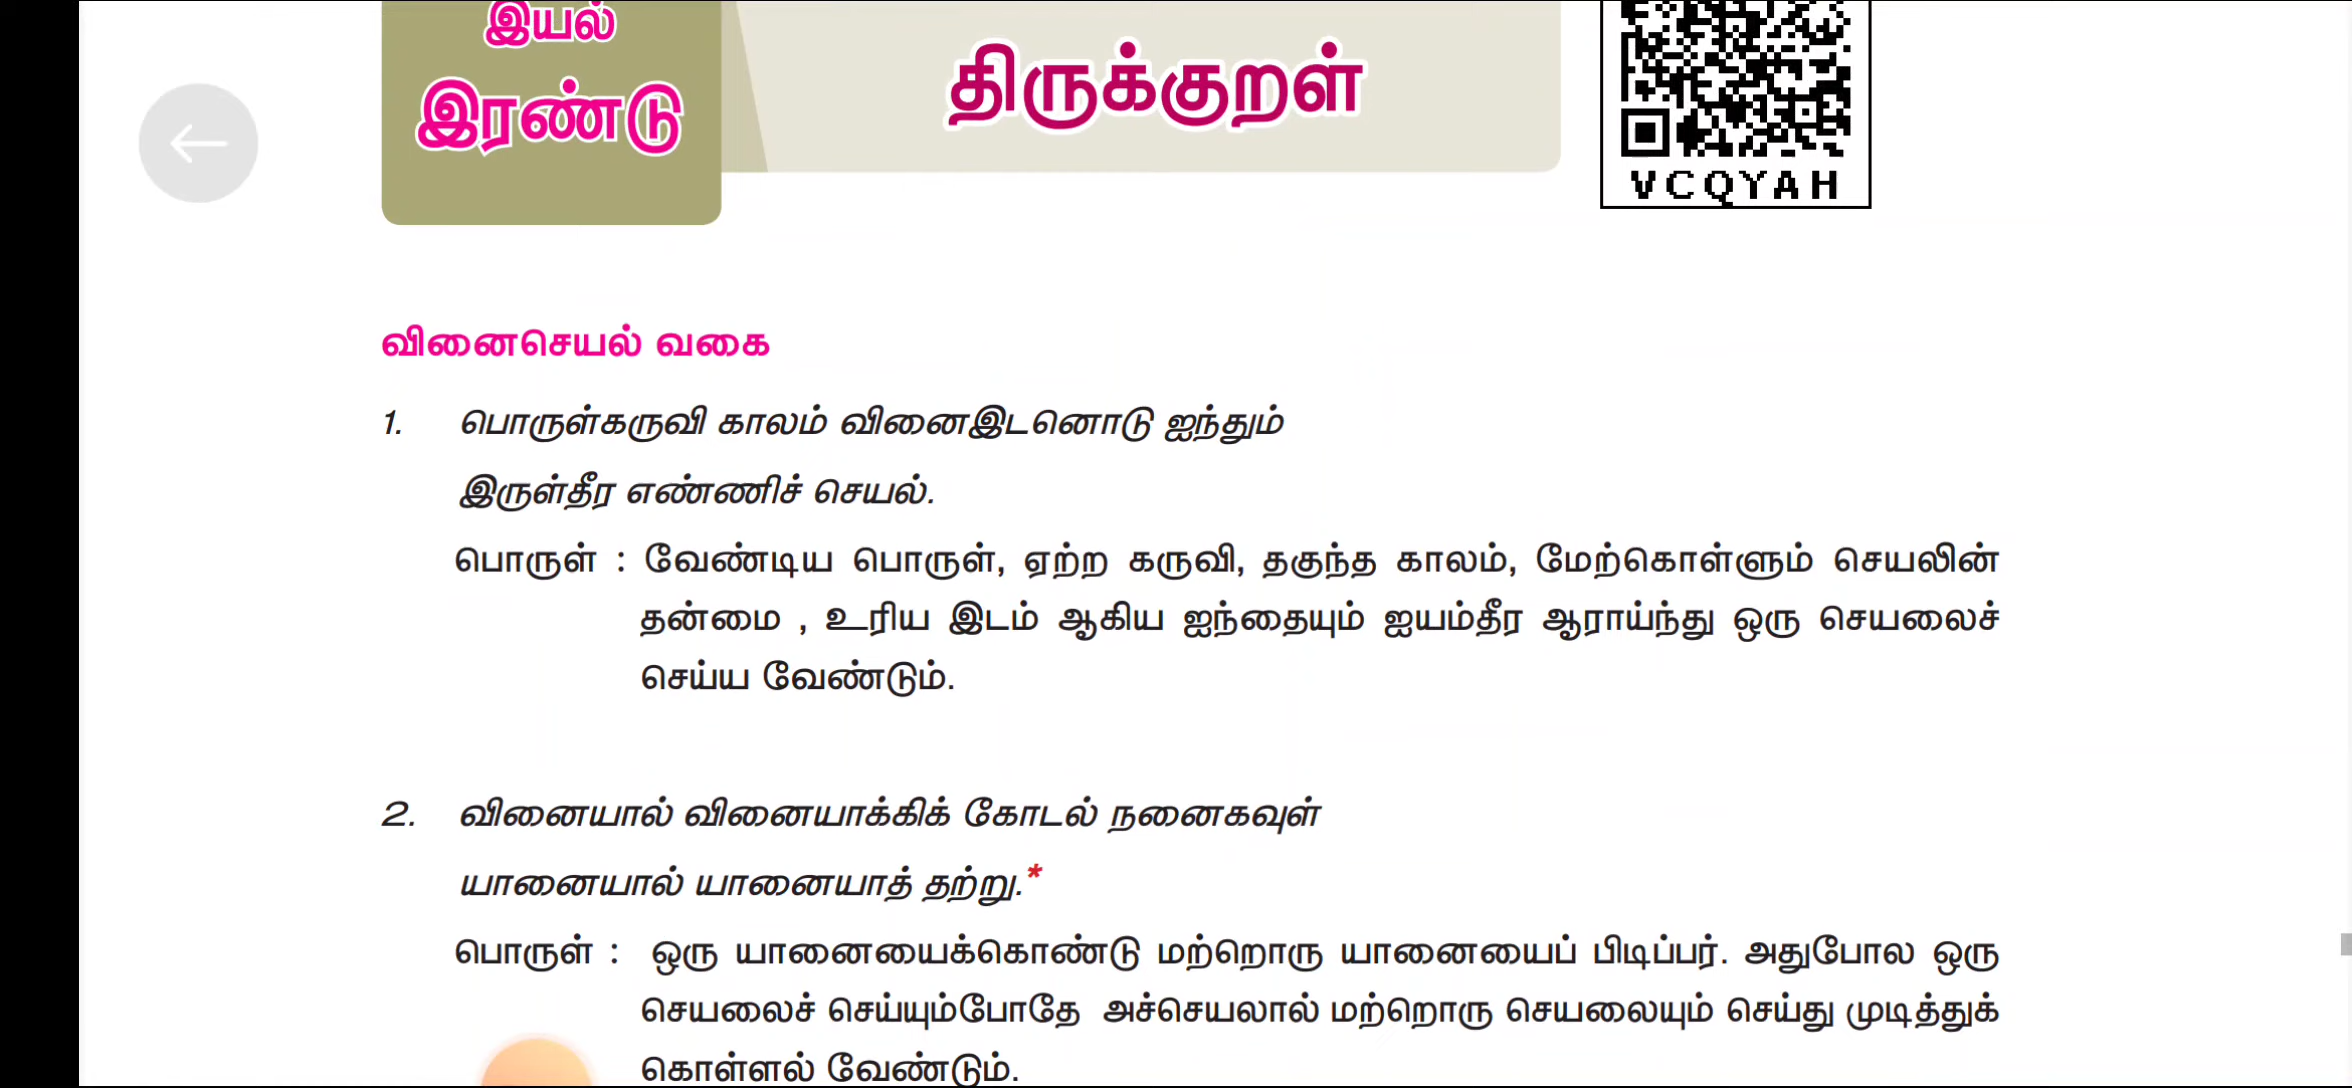 இயல்
இரண்டு
திருக்குறள்
VCQYAH
வினைசெயல் வகை
1. பொருள்கருவி காலம் வினைஇடனொடு ஐந்தும்
இருள்தீர எண்ணிச் செயல்.
பொருள் : வேண்டிய பொருள், ஏற்ற கருவி, தகுந்த காலம், மேற்கொள்ளும் செயலின்
தன்மை , உரிய இடம் ஆகிய ஐந்தையும் ஐயம்தீர ஆராய்ந்து ஒரு செயலைச்
செய்ய வேண்டும்.
2. வினையால் வினையாக்கிக் கோடல் நனைகவுள்
யானையால் யானையாத் தற்று.*
பொருள் : ஒரு யானையைக்கொண்டு மற்றொரு யானையைப் பிடிப்பர். அதுபோல ஒரு
செயலைச் செய்யும்போதே அச்செயலால் மற்றொரு செயலையும் செய்து முடித்துக்
கொள்ளல் வேண்டும்.